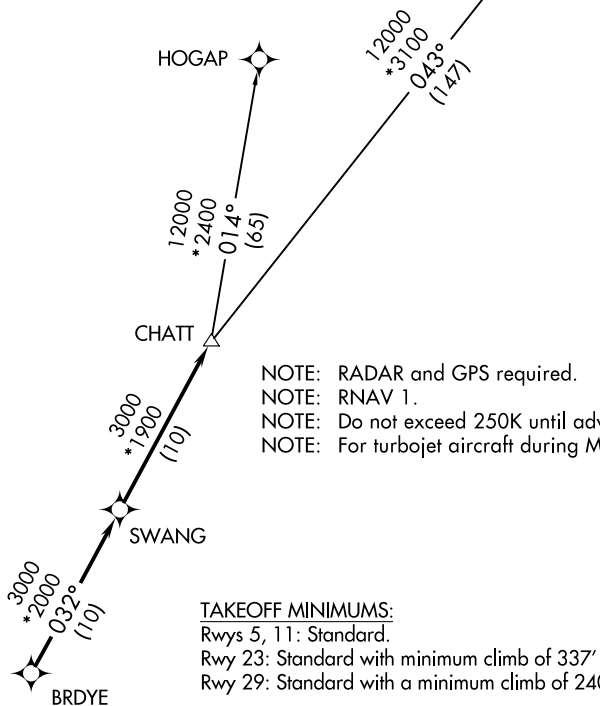 12000
*3100
043°
(147)
HOGAP
12000
*2400
014°
(65)
CHATT
NOTE: RADAR and GPS required.
NOTE: RNAV 1.
NOTE: Do not exceed 250K until
NOTE: For turbojet aircraft during
3000
*1900
(10)
SWANG
3000
*2000
032°
(10)
BRDYE
TAKEOFF MINIMUMS:
Rwys 5, 11: Standard.
Rwy 23: Standard with minimum climb of 337'
Rwy 29: Standard with a minimum climb of